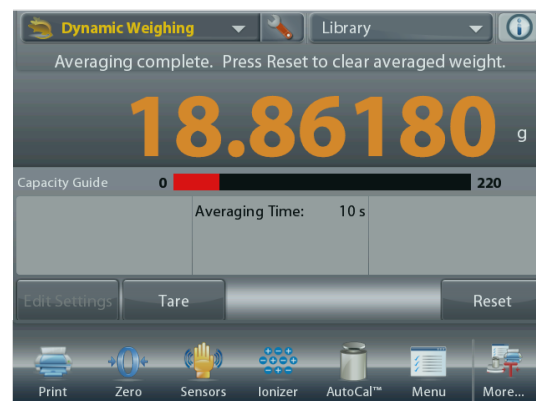 Dynamic Weighing Library
Averaging complete. Press Reset to clear averaged weight.
18.86180 g
Capacity Guide 0 220
Averaging Time: 10 s
Edit Settings Tare Reset
Print Zero Sensors Ionizer AutoCal™ Menu More...